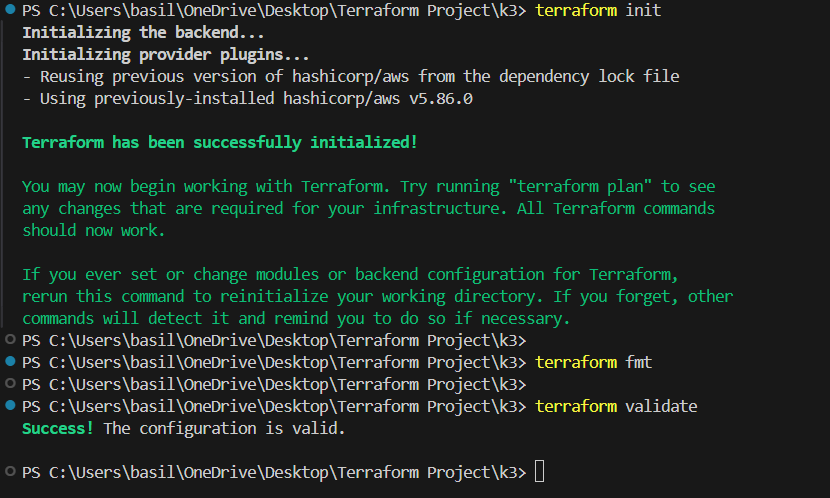 PS C:\Users\basil\OneDrive\Desktop\Terraform Project\k3> terraform init
Initializing the backend...
Initializing provider plugins...
- Reusing previous version of hashicorp/aws from the dependency lock file
- Using previously-installed hashicorp/aws v5.86.0
Terraform has been successfully initialized!
You may now begin working with Terraform. Try running "terraform plan" to see
any changes that are required for your infrastructure. All Terraform commands
should now work.
If you ever set or change modules or backend configuration for Terraform,
rerun this command to reinitialize your working directory. If you forget, other
commands will detect it and remind you to do so if necessary.
PS C:\Users\basil\OneDrive\Desktop\Terraform Project\k3>
PS C:\Users\basil\OneDrive\Desktop\Terraform Project\k3> terraform fmt
PS C:\Users\basil\OneDrive\Desktop\Terraform Project\k3>
PS C:\Users\basil\OneDrive\Desktop\Terraform Project\k3> terraform validate
Success! The configuration is valid.
PS C:\Users\basil\OneDrive\Desktop\Terraform Project\k3>